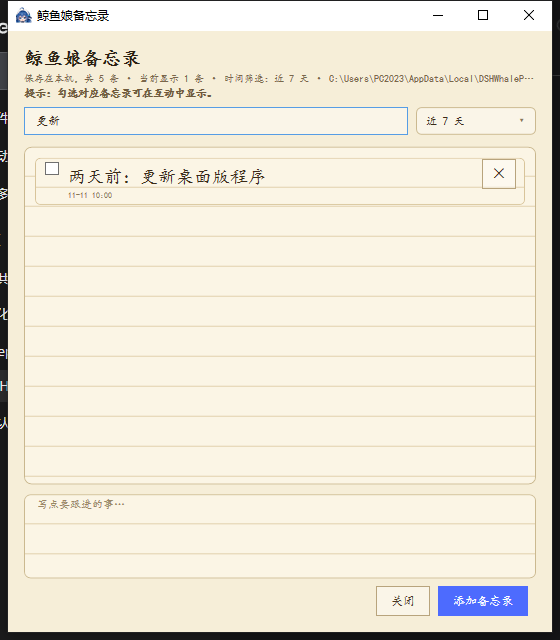 鲸鱼娘备忘录
鲸鱼娘备忘录
保存在本机，共 5 条 · 当前显示 1 条 · 时间筛选：近 7 天 · C:\Users\PC2023\AppData\Local\DSHWhaleP…
提示：勾选对应备忘录可在互动中显示。
更新
近 7 天
两天前：更新桌面版程序
11-11 10:00
写点要跟进的事…
关闭
添加备忘录